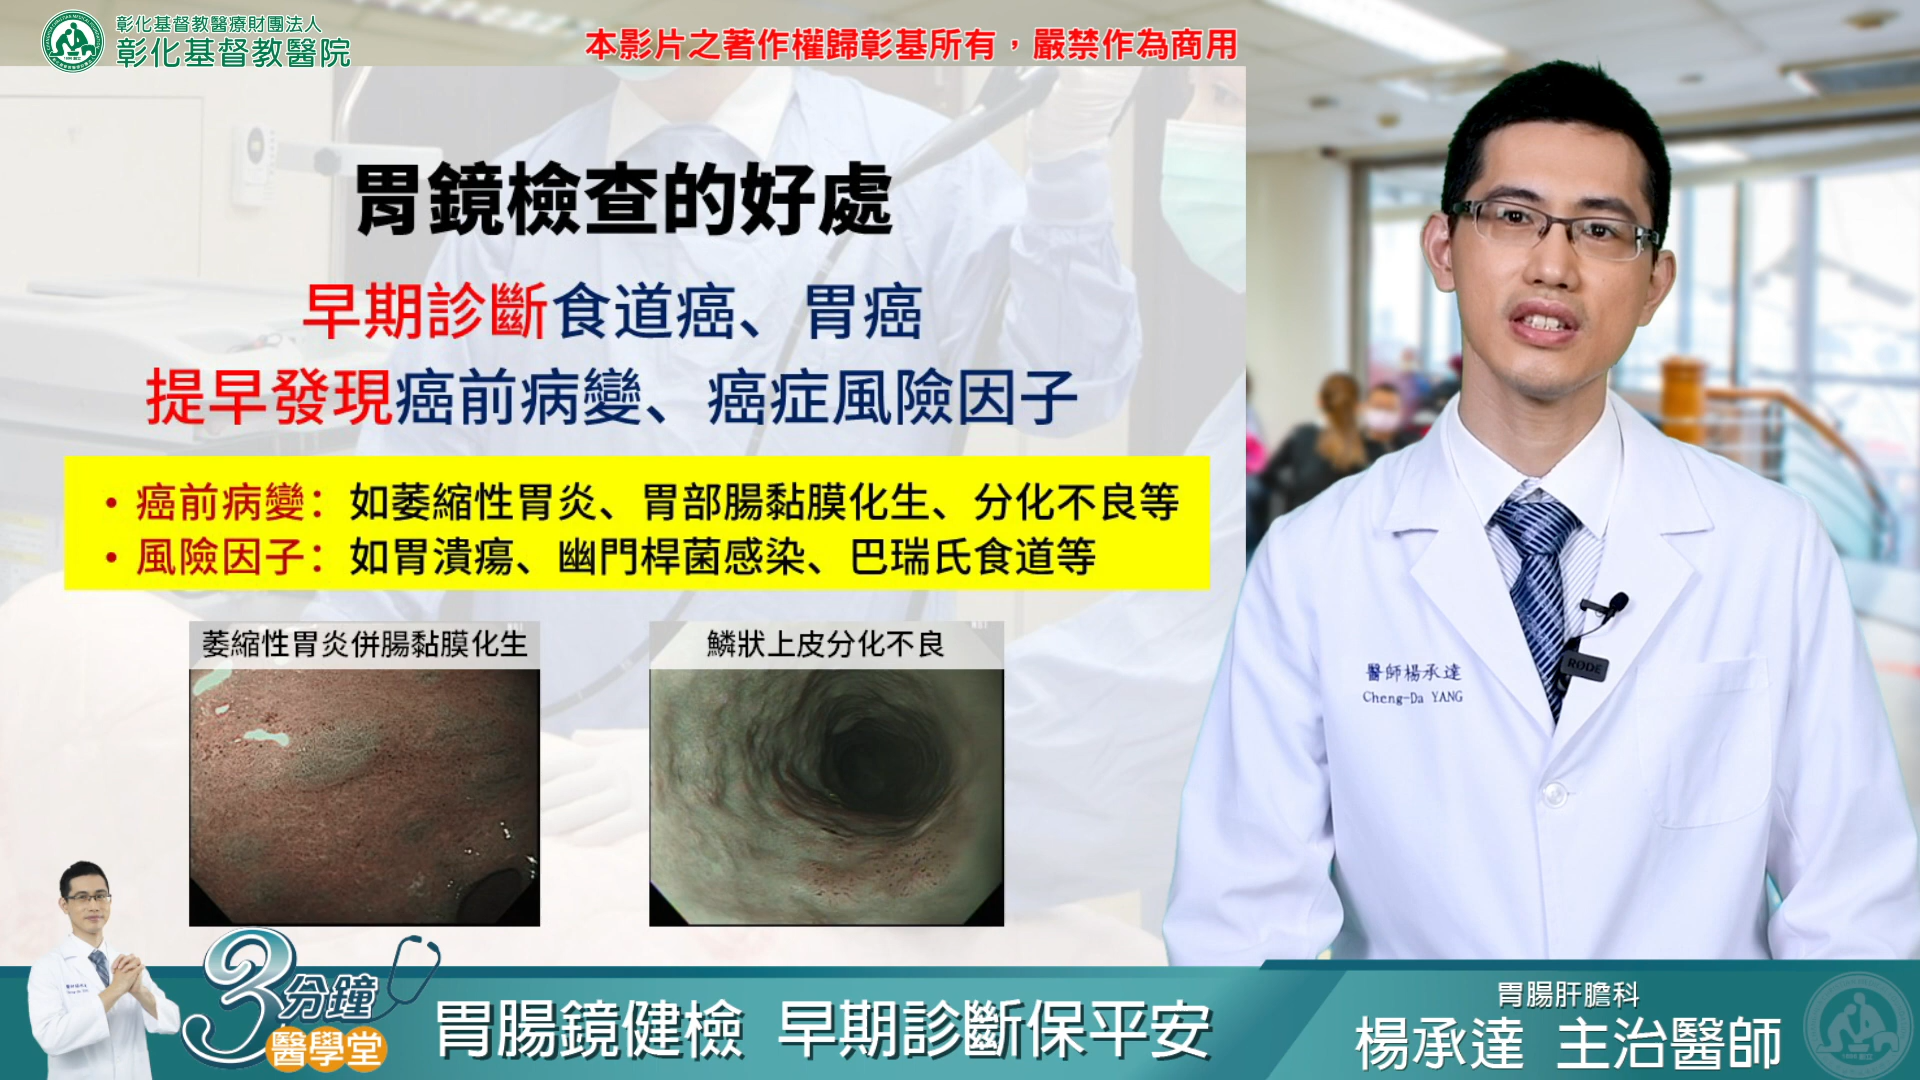 彰化基督教醫療財團法人
彰化基督教醫院
本影片之著作權歸彰基所有，嚴禁作為商用
胃鏡檢查的好處
早期診斷食道癌、胃癌
提早發現癌前病變、癌症風險因子
• 癌前病變：如萎縮性胃炎、胃部腸黏膜化生、分化不良等
• 風險因子：如胃潰瘍、幽門桿菌感染、巴瑞氏食道等
萎縮性胃炎併腸黏膜化生
鱗狀上皮分化不良
RODE
醫師楊承達
Cheng-Da YANG
3分鐘
醫學堂
胃腸鏡健檢 早期診斷保平安
胃腸肝膽科
楊承達 主治醫師